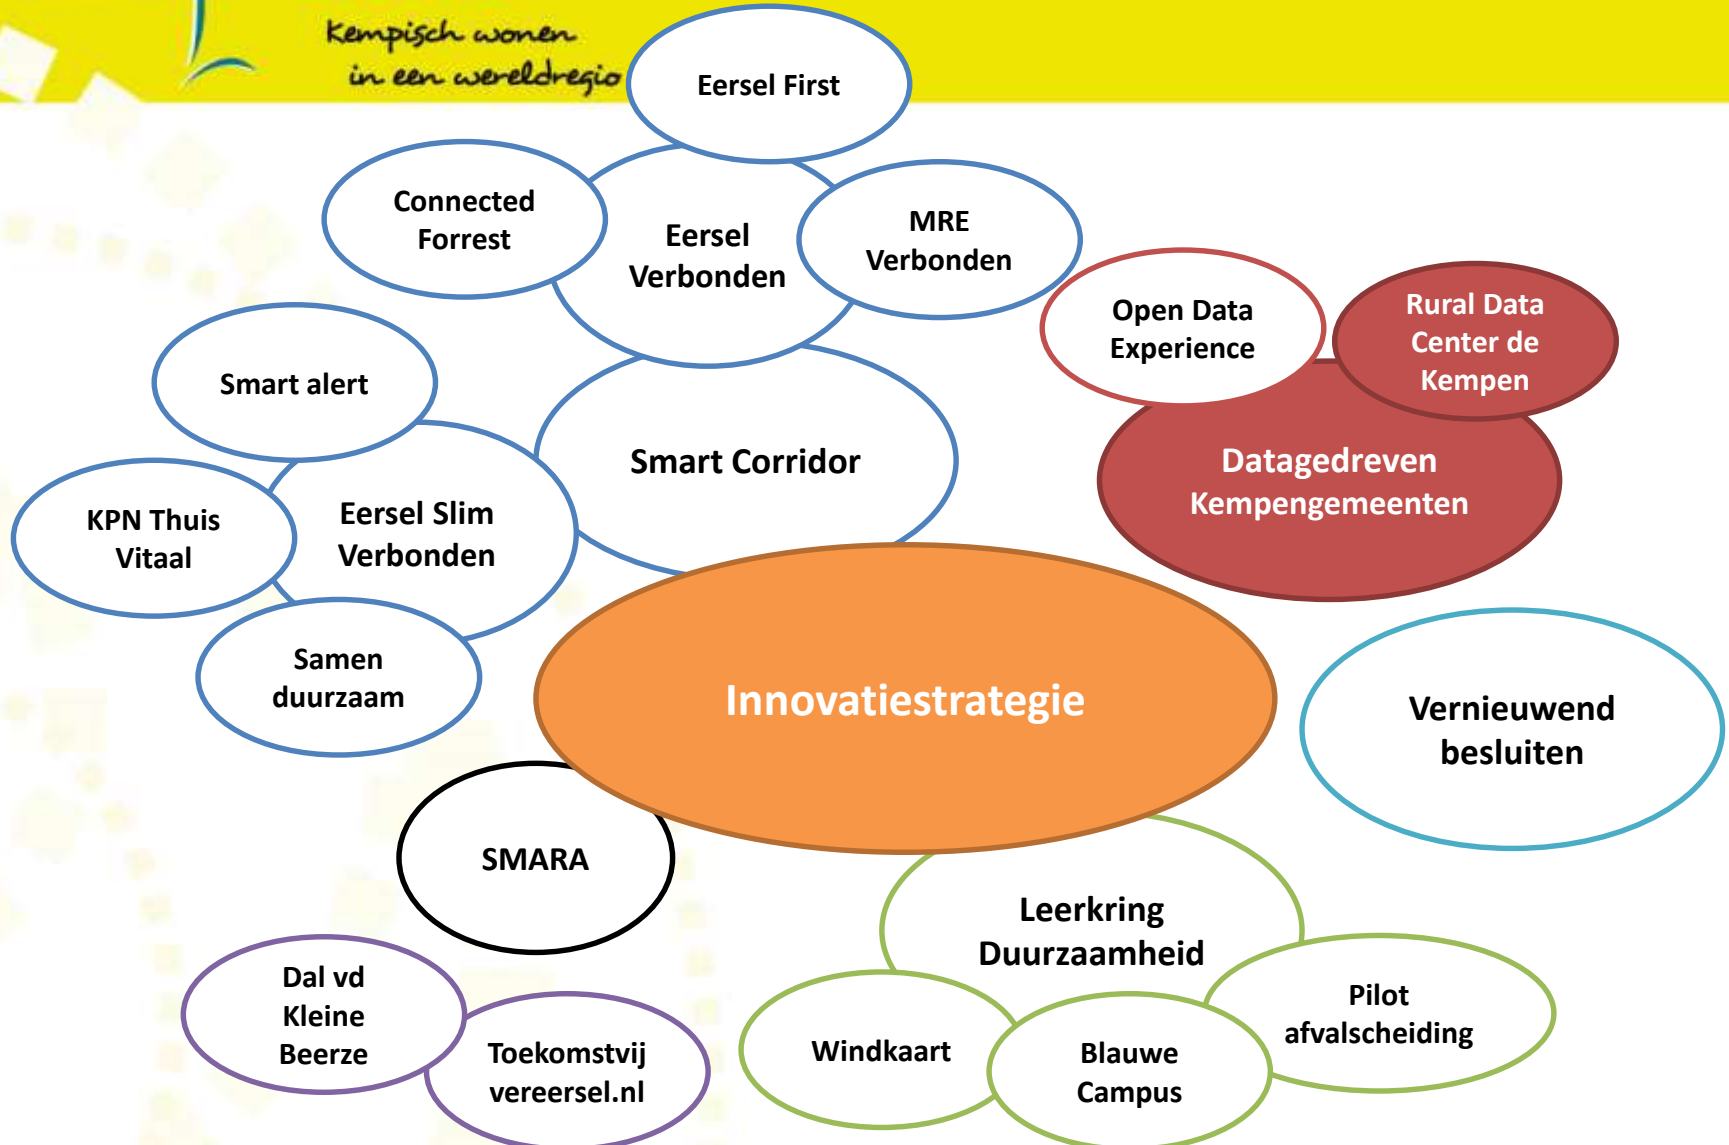 Kempisch wonen
in een wereldregio
Eersel First
Connected
Forrest
Eersel
Verbonden
MRE
Verbonden
Open Data
Experience
Rural Data
Center de
Kempen
Smart alert
Smart Corridor
Datagedreven
Kempengemeenten
KPN Thuis
Vitaal
Eersel Slim
Verbonden
Samen
duurzaam
Innovatiestrategie
Vernieuwend
besluiten
SMARA
Leerkring
Duurzaamheid
Dal vd
Kleine
Beerze
Toekomstvij
vereersel.nl
Windkaart
Blauwe
Campus
Pilot
afvalscheiding